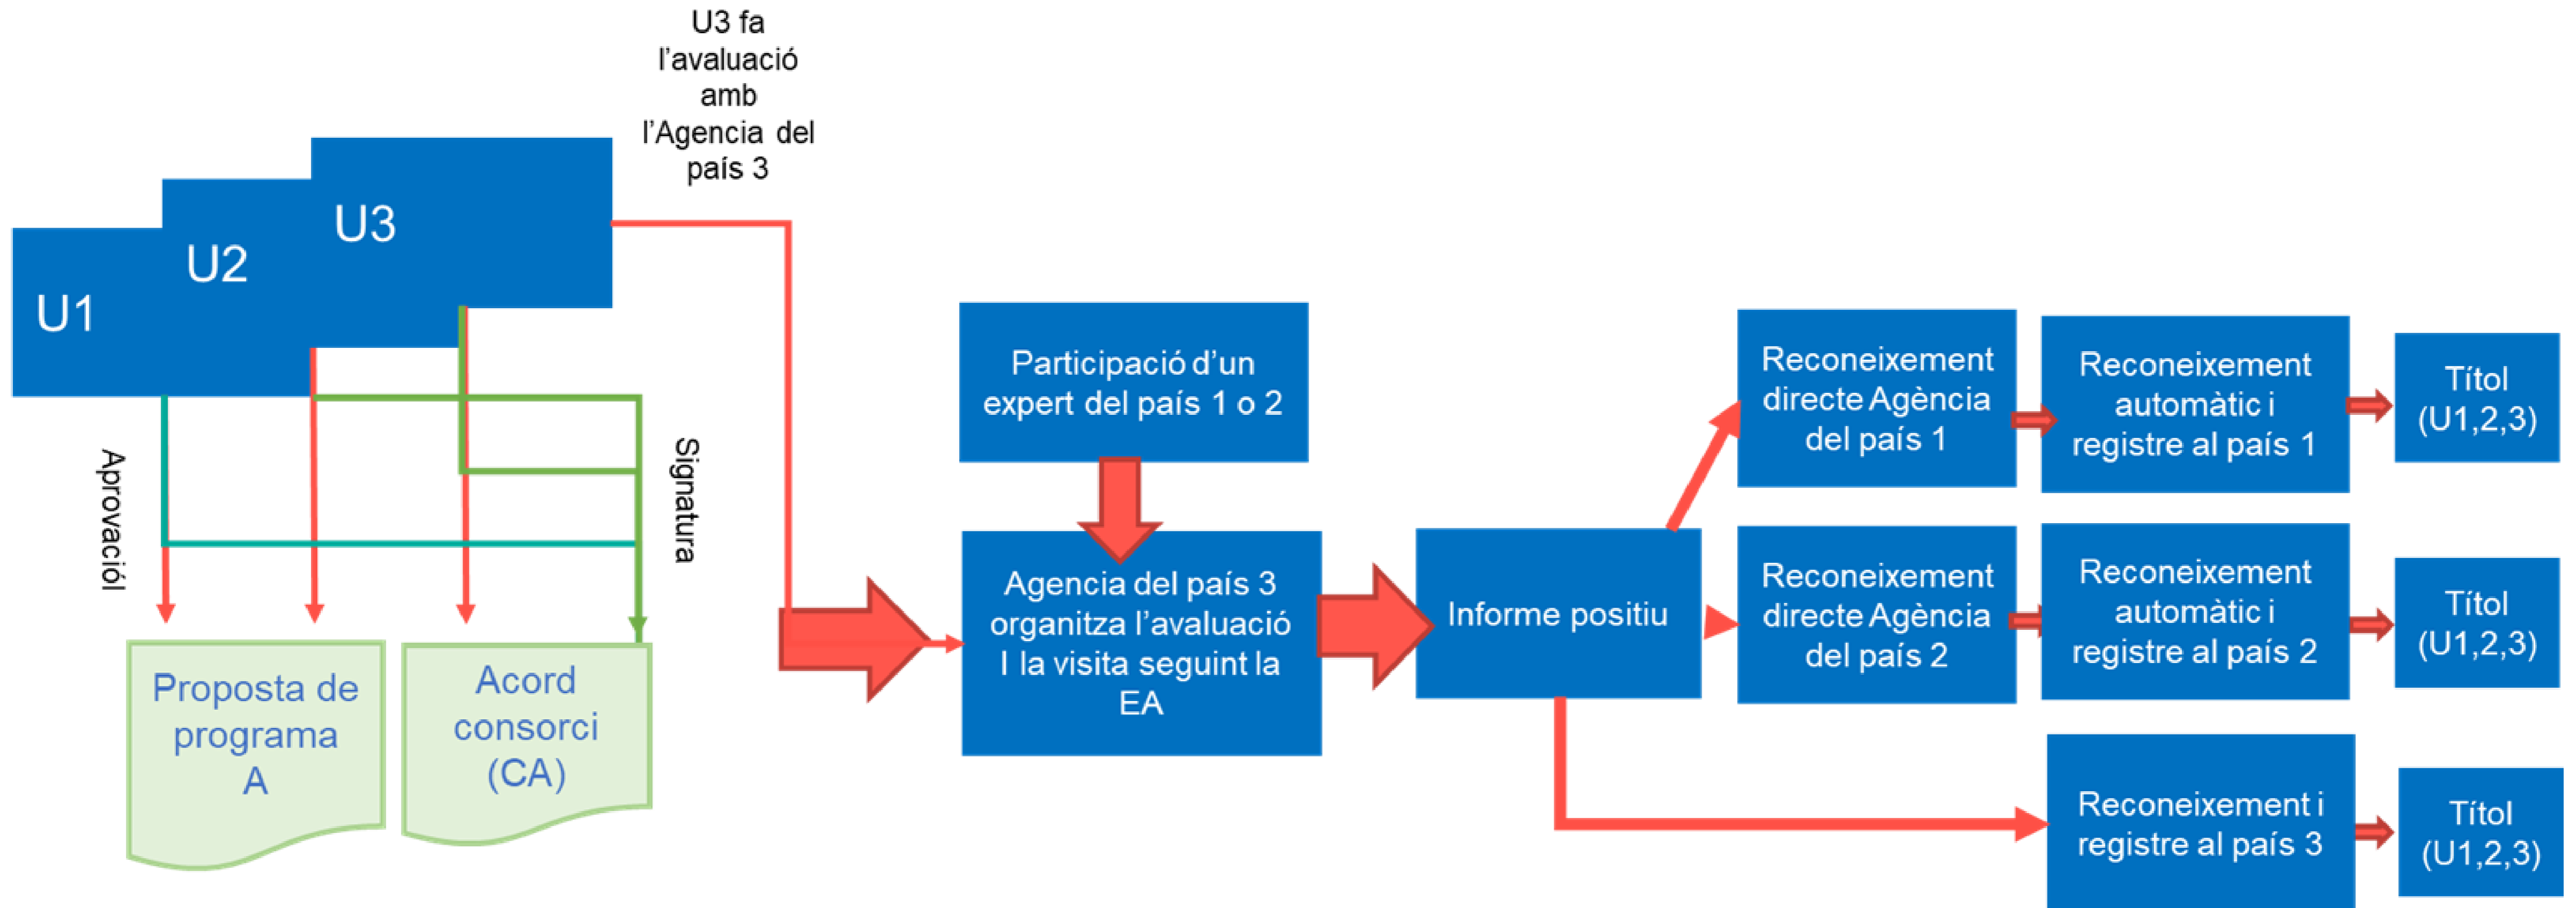 U3 fa
l’avaluació
amb
l’Agencia del
país 3
U1
U2
U3
Aprovaciól
Signatura
Proposta de
programa
A
Acord
consorci
(CA)
Participació d’un
expert del país 1 o 2
Agencia del país 3
organitza l’avaluació
I la visita seguint la
EA
Informe positiu
Reconeixement
directe Agència
del país 1
Reconeixement
automàtic i
registre al país 1
Títol
(U1,2,3)
Reconeixement
directe Agència
del país 2
Reconeixement
automàtic i
registre al país 2
Títol
(U1,2,3)
Reconeixement i
registre al país 3
Títol
(U1,2,3)